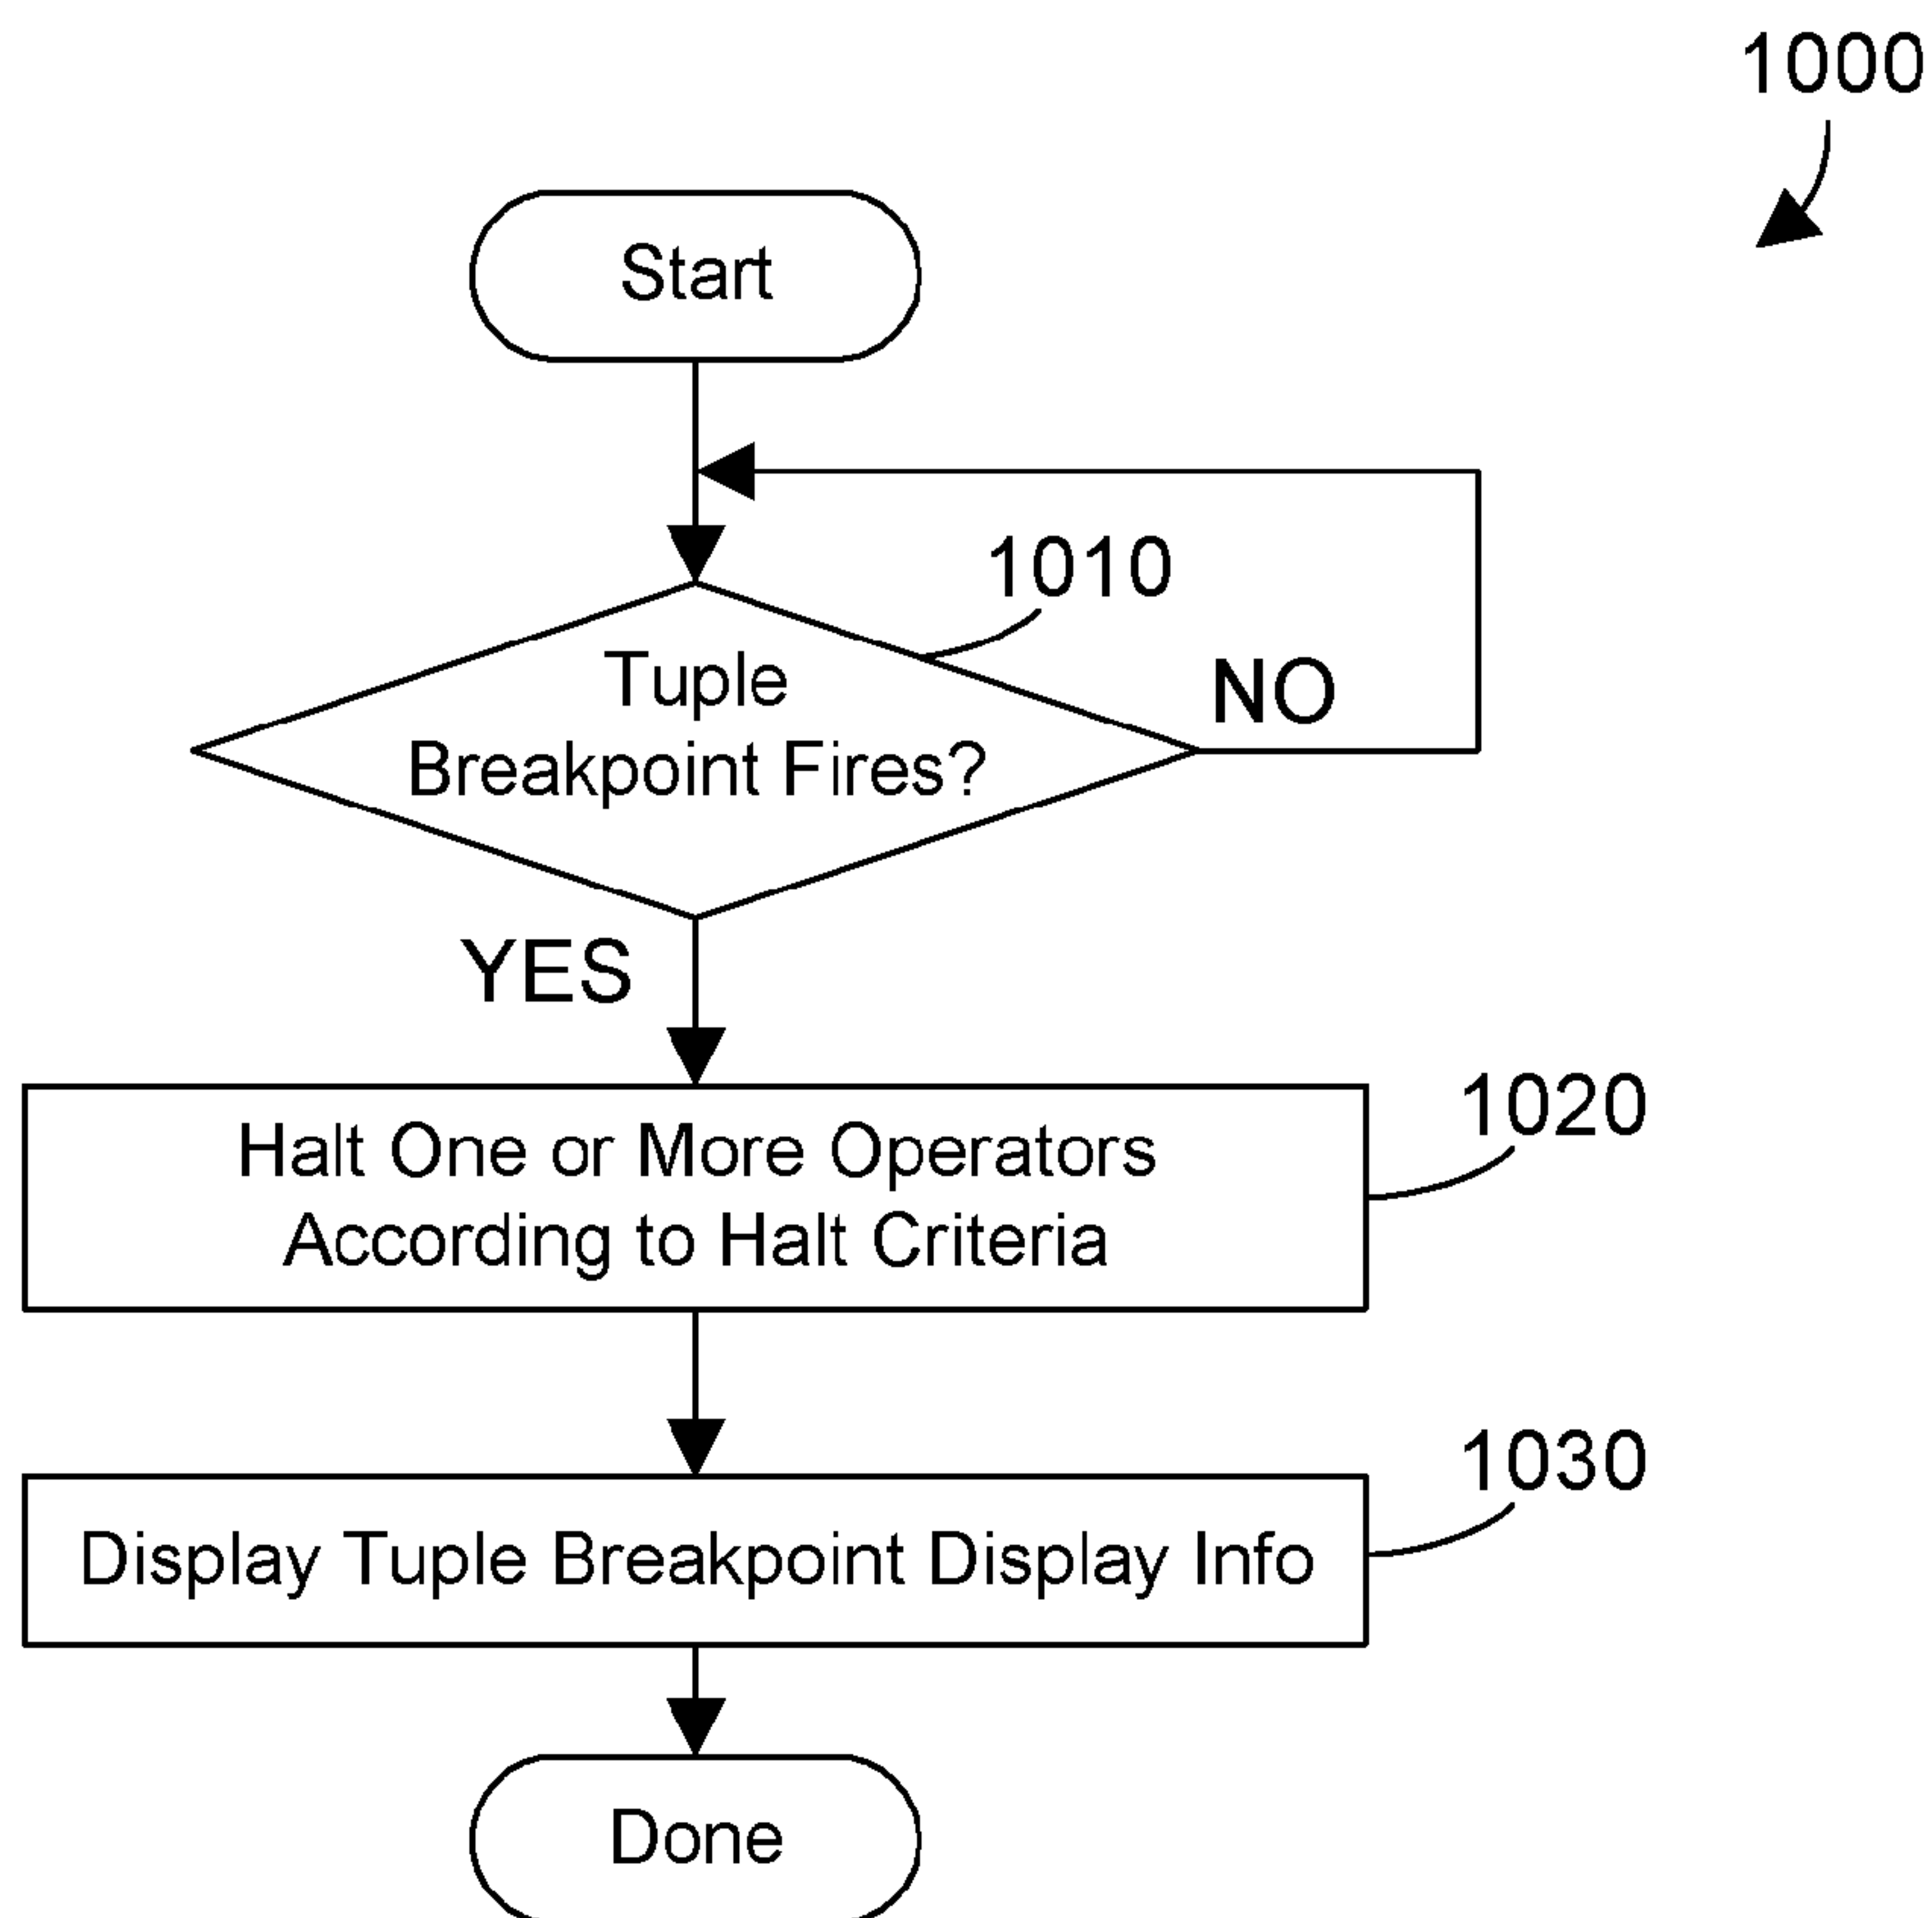 1000
Start
1010
Tuple
Breakpoint Fires?
NO
YES
1020
Halt One or More Operators
According to Halt Criteria
1030
Display Tuple Breakpoint Display Info
Done